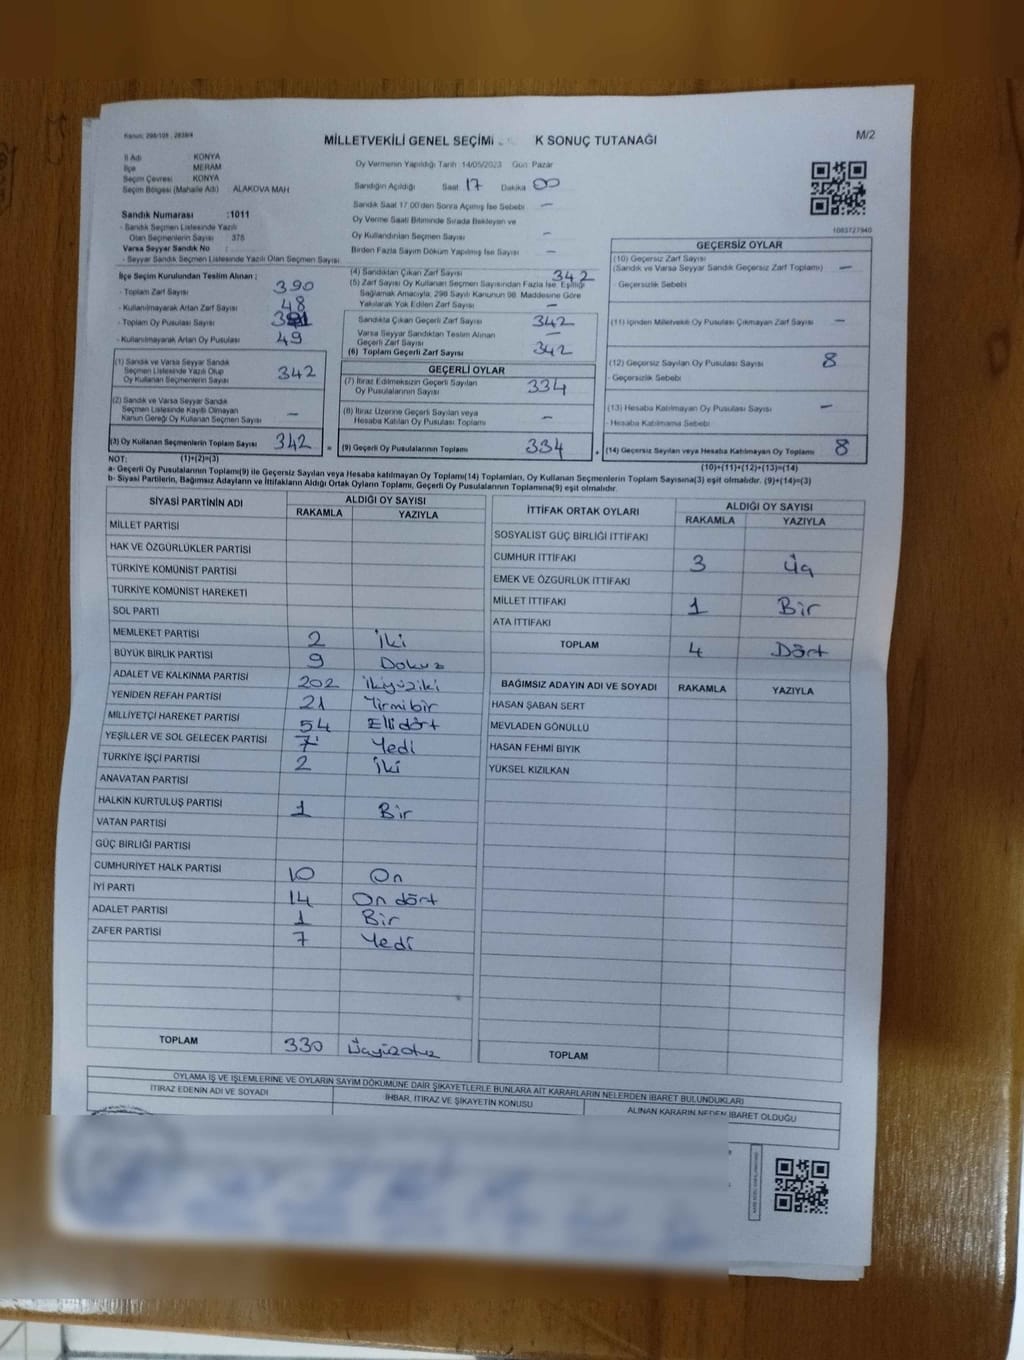 Kanun: 298/105 , 2839/4
MİLLETVEKİLİ GENEL SEÇİMİ K SONUÇ TUTANAĞI
M/2
İl Adı : KONYA
İlçe : MERAM
Seçim Çevresi : KONYA
Seçim Bölgesi (Mahalle Adı) : ALAKOVA MAH
Oy Vermenin Yapıldığı Tarih 14/05/2023 Gün: Pazar
Sandığın Açıldığı Saat 17 Dakika 00
Sandık Saat 17.00'den Sonra Açılmış İse Sebebi —
Oy Verme Saati Bitiminde Sırada Bekleyen ve
Oy Kullandırılan Seçmen Sayısı —
Birden Fazla Sayım Döküm Yapılmış İse Sayısı —
1083727940
Sandık Numarası :1011
- Sandık Seçmen Listesinde Yazılı
Olan Seçmenlerin Sayısı : 376
Varsa Seyyar Sandık No :
- Seyyar Sandık Seçmen Listesinde Yazılı Olan Seçmen Sayısı
İlçe Seçim Kurulundan Teslim Alınan ;
- Toplam Zarf Sayısı 390
- Kullanılmayarak Artan Zarf Sayısı 48
- Toplam Oy Pusulası Sayısı
- Kullanılmayarak Artan Oy Pusulası 49
(1) Sandık ve Varsa Seyyar Sandık
Seçmen Listesinde Yazılı Olup
Oy Kullanan Seçmenlerin Sayısı 342
(2) Sandık ve Varsa Seyyar Sandık
Seçmen Listesinde Kayıtlı Olmayan
Kanun Gereği Oy Kullanan Seçmen Sayısı —
(3) Oy Kullanan Seçmenlerin Toplam Sayısı 342
(4) Sandıktan Çıkan Zarf Sayısı 342
(5) Zarf Sayısı Oy Kullanan Seçmen Sayısından Fazla İse, Eşitliği
Sağlamak Amacıyla, 298 Sayılı Kanunun 98. Maddesine Göre
Yakılarak Yok Edilen Zarf Sayısı —
Sandıkta Çıkan Geçerli Zarf Sayısı 342
Varsa Seyyar Sandıktan Teslim Alınan
Geçerli Zarf Sayısı —
(6) Toplam Geçerli Zarf Sayısı 342
GEÇERLİ OYLAR
(7) İtiraz Edilmeksizin Geçerli Sayılan
Oy Pusulalarının Sayısı 334
(8) İtiraz Üzerine Geçerli Sayılan veya
Hesaba Katılan Oy Pusulaları Toplamı —
= (9) Geçerli Oy Pusulalarının Toplamı 334
GEÇERSİZ OYLAR
(10) Geçersiz Zarf Sayısı
(Sandık ve Varsa Seyyar Sandık Geçersiz Zarf Toplamı) —
Geçersizlik Sebebi
(11) İçinden Milletvekili Oy Pusulası Çıkmayan Zarf Sayısı —
(12) Geçersiz Sayılan Oy Pusulası Sayısı 8
- Geçersizlik Sebebi
(13) Hesaba Katılmayan Oy Pusulası Sayısı —
- Hesaba Katılmama Sebebi
+ (14) Geçersiz Sayılan veya Hesaba Katılmayan Oy Toplamı 8
NOT: (1)+(2)=(3)
(10)+(11)+(12)+(13)=(14)
a- Geçerli Oy Pusulalarının Toplamı(9) ile Geçersiz Sayılan veya Hesaba katılmayan Oy Toplamı(14) Toplamları, Oy Kullanan Seçmenlerin Toplam Sayısına(3) eşit olmalıdır. (9)+(14)=(3)
b- Siyasi Partilerin, Bağımsız Adayların ve İttifakların Aldığı Ortak Oyların Toplamı, Geçerli Oy Pusulalarının Toplamına(9) eşit olmalıdır.
SİYASİ PARTİNİN ADI ALDIĞI OY SAYISI
RAKAMLA YAZIYLA
MİLLET PARTİSİ
HAK VE ÖZGÜRLÜKLER PARTİSİ
TÜRKİYE KOMÜNİST PARTİSİ
TÜRKİYE KOMÜNİST HAREKETİ
SOL PARTİ
MEMLEKET PARTİSİ 2 İki
BÜYÜK BİRLİK PARTİSİ 9 Dokuz
ADALET VE KALKINMA PARTİSİ 202 İkiyüziki
YENİDEN REFAH PARTİSİ 21 Yirmibir
MİLLİYETÇİ HAREKET PARTİSİ 54 Ellidört
YEŞİLLER VE SOL GELECEK PARTİSİ 7 Yedi
TÜRKİYE İŞÇİ PARTİSİ 2 İki
ANAVATAN PARTİSİ
HALKIN KURTULUŞ PARTİSİ 1 Bir
VATAN PARTİSİ
GÜÇ BİRLİĞİ PARTİSİ
CUMHURİYET HALK PARTİSİ 10 On
İYİ PARTİ 14 On dört
ADALET PARTİSİ 1 Bir
ZAFER PARTİSİ 7 Yedi
TOPLAM 330 Üçyüzotuz
İTTİFAK ORTAK OYLARI ALDIĞI OY SAYISI
RAKAMLA YAZIYLA
SOSYALİST GÜÇ BİRLİĞİ İTTİFAKI
CUMHUR İTTİFAKI 3 Üç
EMEK VE ÖZGÜRLÜK İTTİFAKI
MİLLET İTTİFAKI 1 Bir
ATA İTTİFAKI
TOPLAM 4 Dört
BAĞIMSIZ ADAYIN ADI VE SOYADI RAKAMLA YAZIYLA
HASAN ŞABAN SERT
MEVLADEN GÖNÜLLÜ
HASAN FEHMİ BIYIK
YÜKSEL KIZILKAN
TOPLAM
OYLAMA İŞ VE İŞLEMLERİNE VE OYLARIN SAYIM DÖKÜMÜNE DAİR ŞİKAYETLERLE BUNLARA AİT KARARLARIN NELERDEN İBARET BULUNDUKLARI
İTİRAZ EDENİN ADI VE SOYADI İHBAR, İTİRAZ VE ŞİKAYETİN KONUSU ALINAN KARARIN NEDEN İBARET OLDUĞU